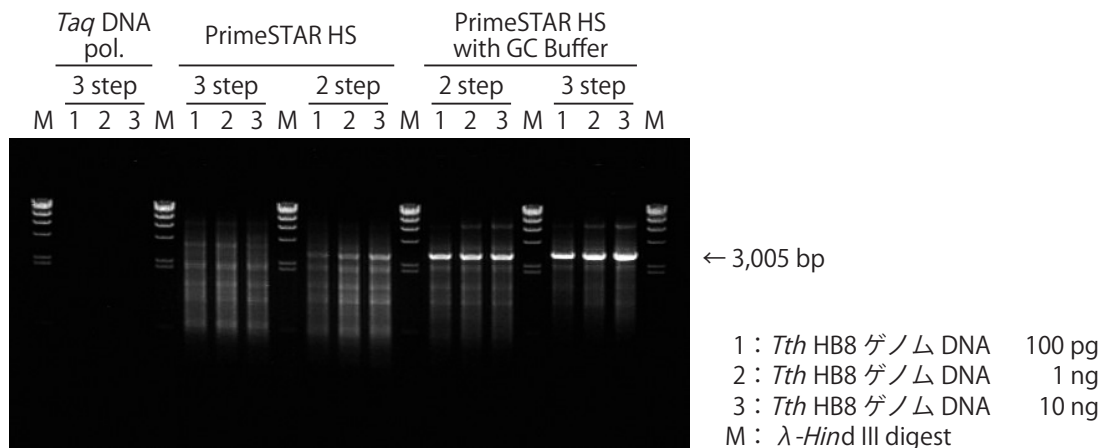 Taq DNA pol. PrimeSTAR HS PrimeSTAR HS with GC Buffer
3 step 3 step 2 step 2 step 3 step
M 1 2 3 M 1 2 3 M 1 2 3 M 1 2 3 M 1 2 3 M
← 3,005 bp
1：Tth HB8 ゲノム DNA 100 pg
2：Tth HB8 ゲノム DNA 1 ng
3：Tth HB8 ゲノム DNA 10 ng
M：λ-Hind III digest